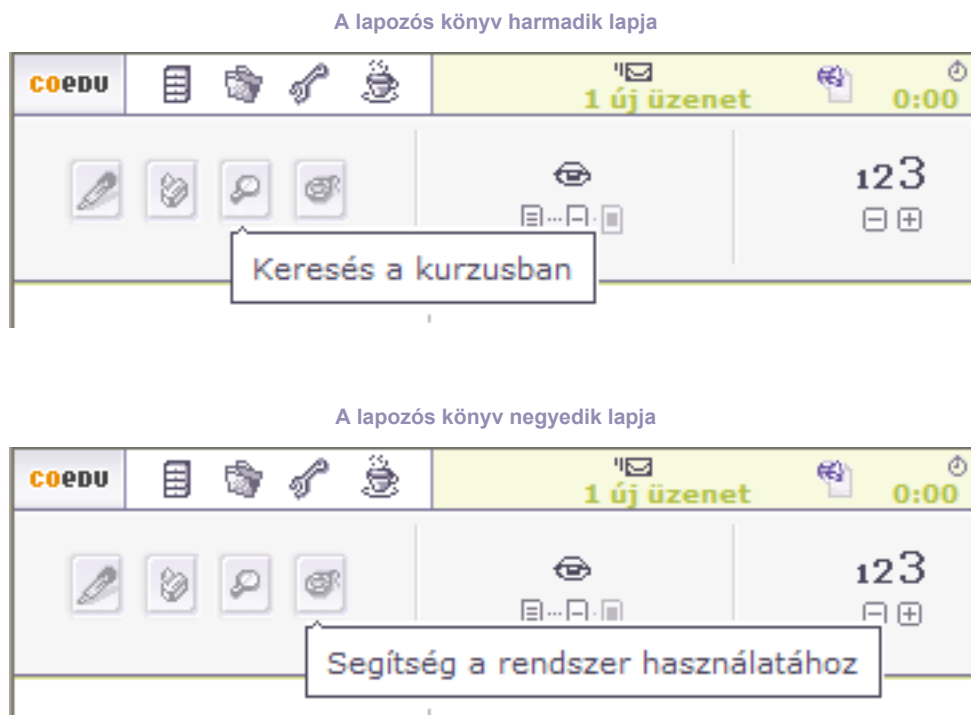 A lapozós könyv harmadik lapja
coedu
1 új üzenet
0:00
123
Keresés a kurzusban
A lapozós könyv negyedik lapja
coedu
1 új üzenet
0:00
123
Segítség a rendszer használatához